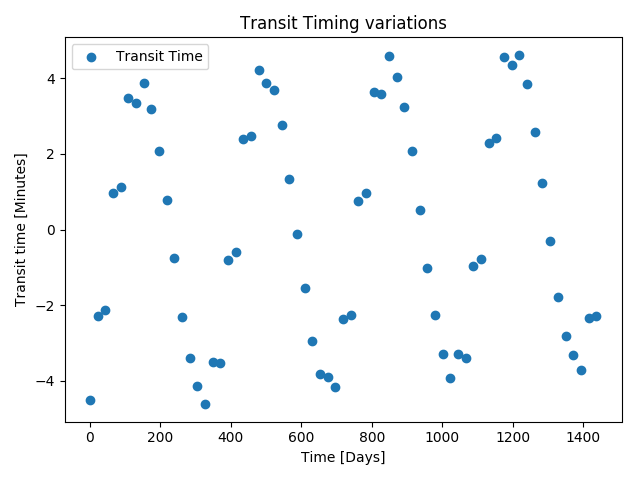 Transit Timing variations
Transit Time
Transit time [Minutes]
4
2
0
−2
−4
0 200 400 600 800 1000 1200 1400
Time [Days]